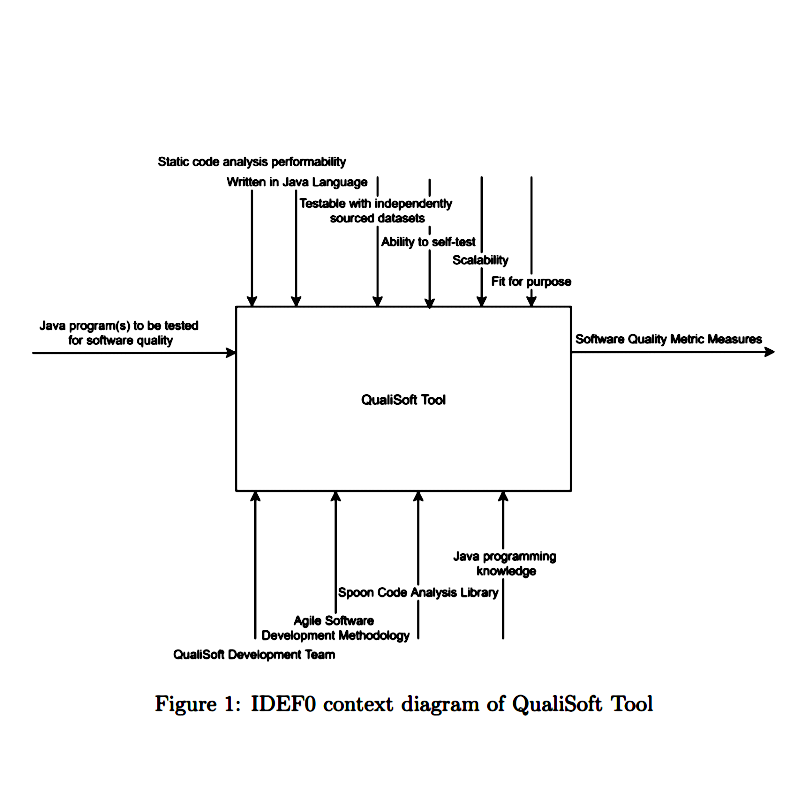 Static code analysis performability
Written in Java Language
Testable with independently
sourced datasets
Ability to self-test
Scalability
Fit for purpose
Java program(s) to be tested
for software quality
Software Quality Metric Measures
QualiSoft Tool
Java programming
knowledge
Spoon Code Analysis Library
Agile Software
Development Methodology
QualiSoft Development Team
Figure 1: IDEF0 context diagram of QualiSoft Tool